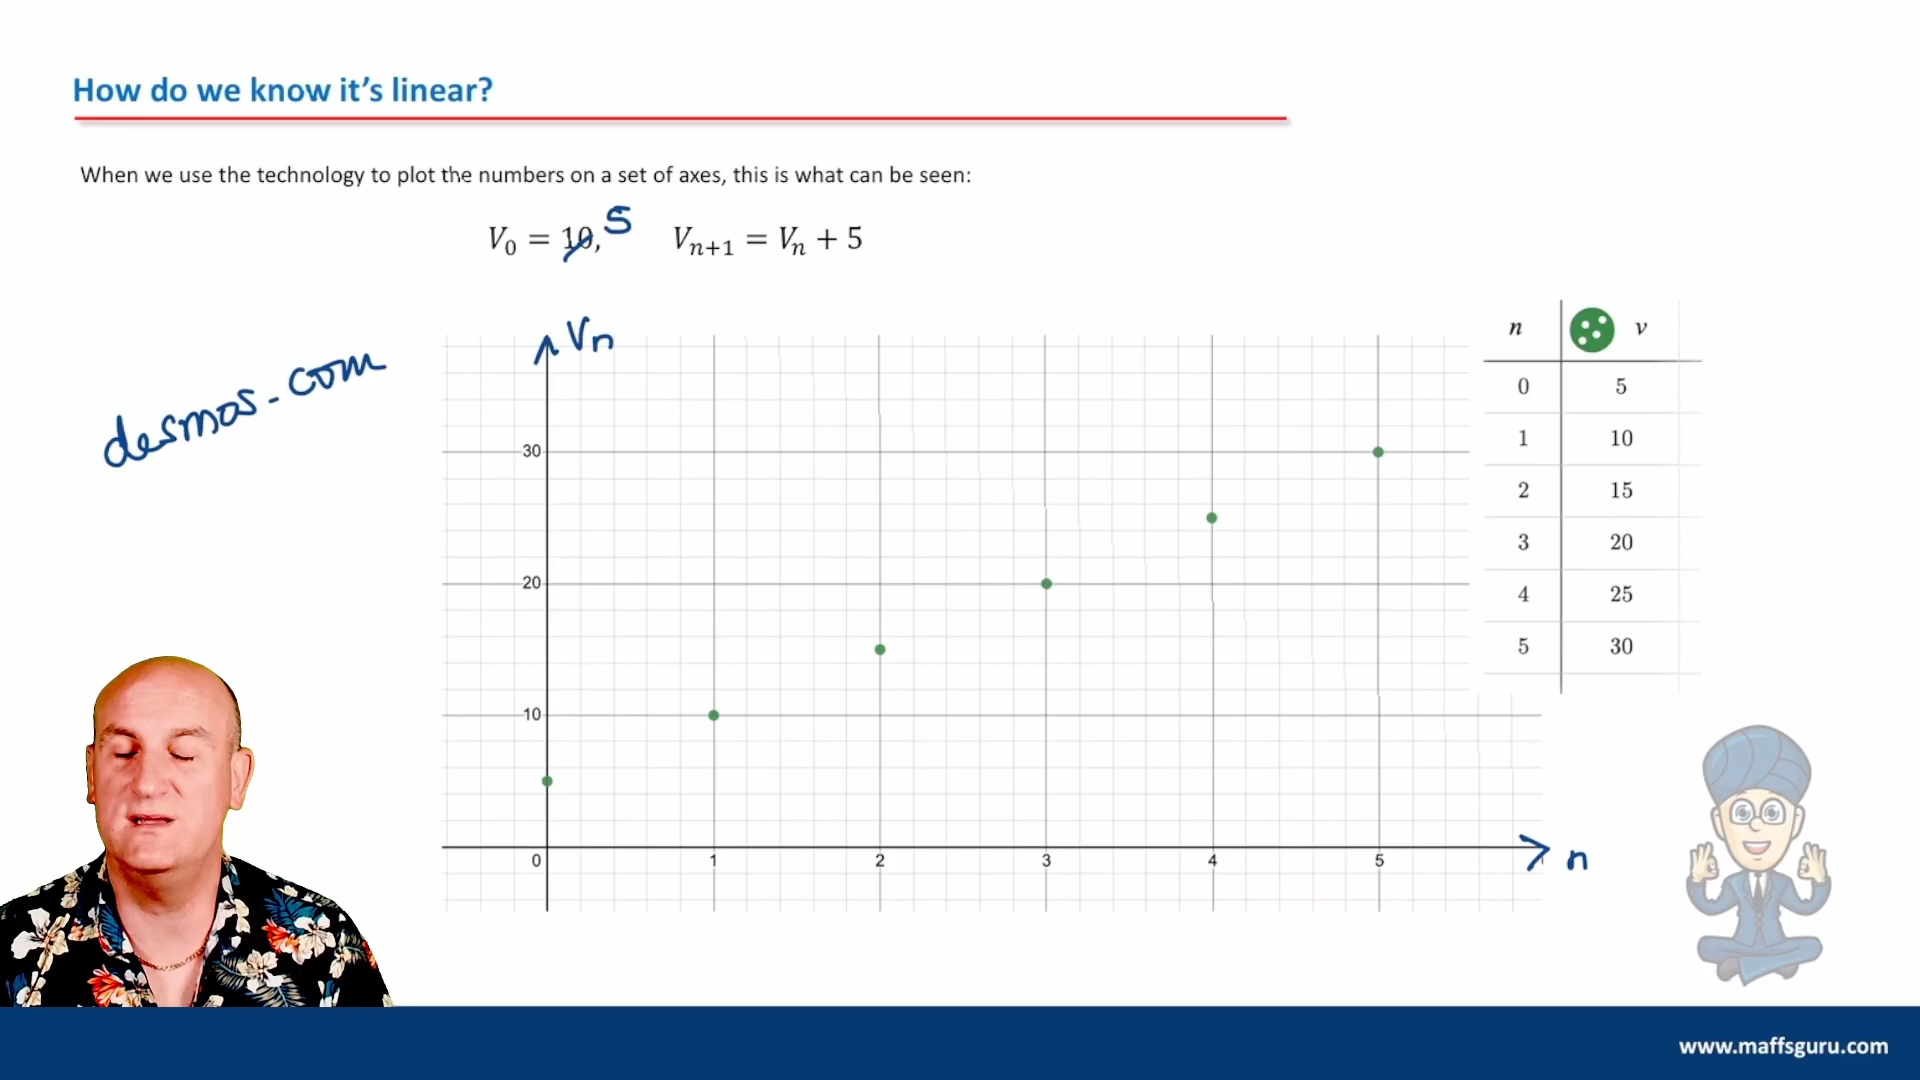 How do we know it's linear?
When we use the technology to plot the numbers on a set of axes, this is what can be seen:
V₀ = 10, 5 Vₙ₊₁ = Vₙ + 5
desmos.com
Vn
30
20
10
0 1 2 3 4 5
n
n v
0 5
1 10
2 15
3 20
4 25
5 30
www.maffsguru.com